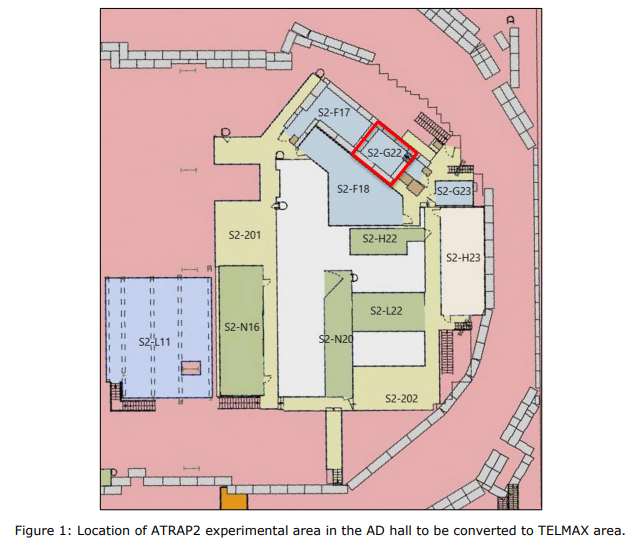 S2-F17
S2-G22
S2-F18
S2-G23
S2-201
S2-H22
S2-H23
S2-L22
S2-N16
S2-L11
S2-N20
S2-202
Figure 1: Location of ATRAP2 experimental area in the AD hall to be converted to TELMAX area.